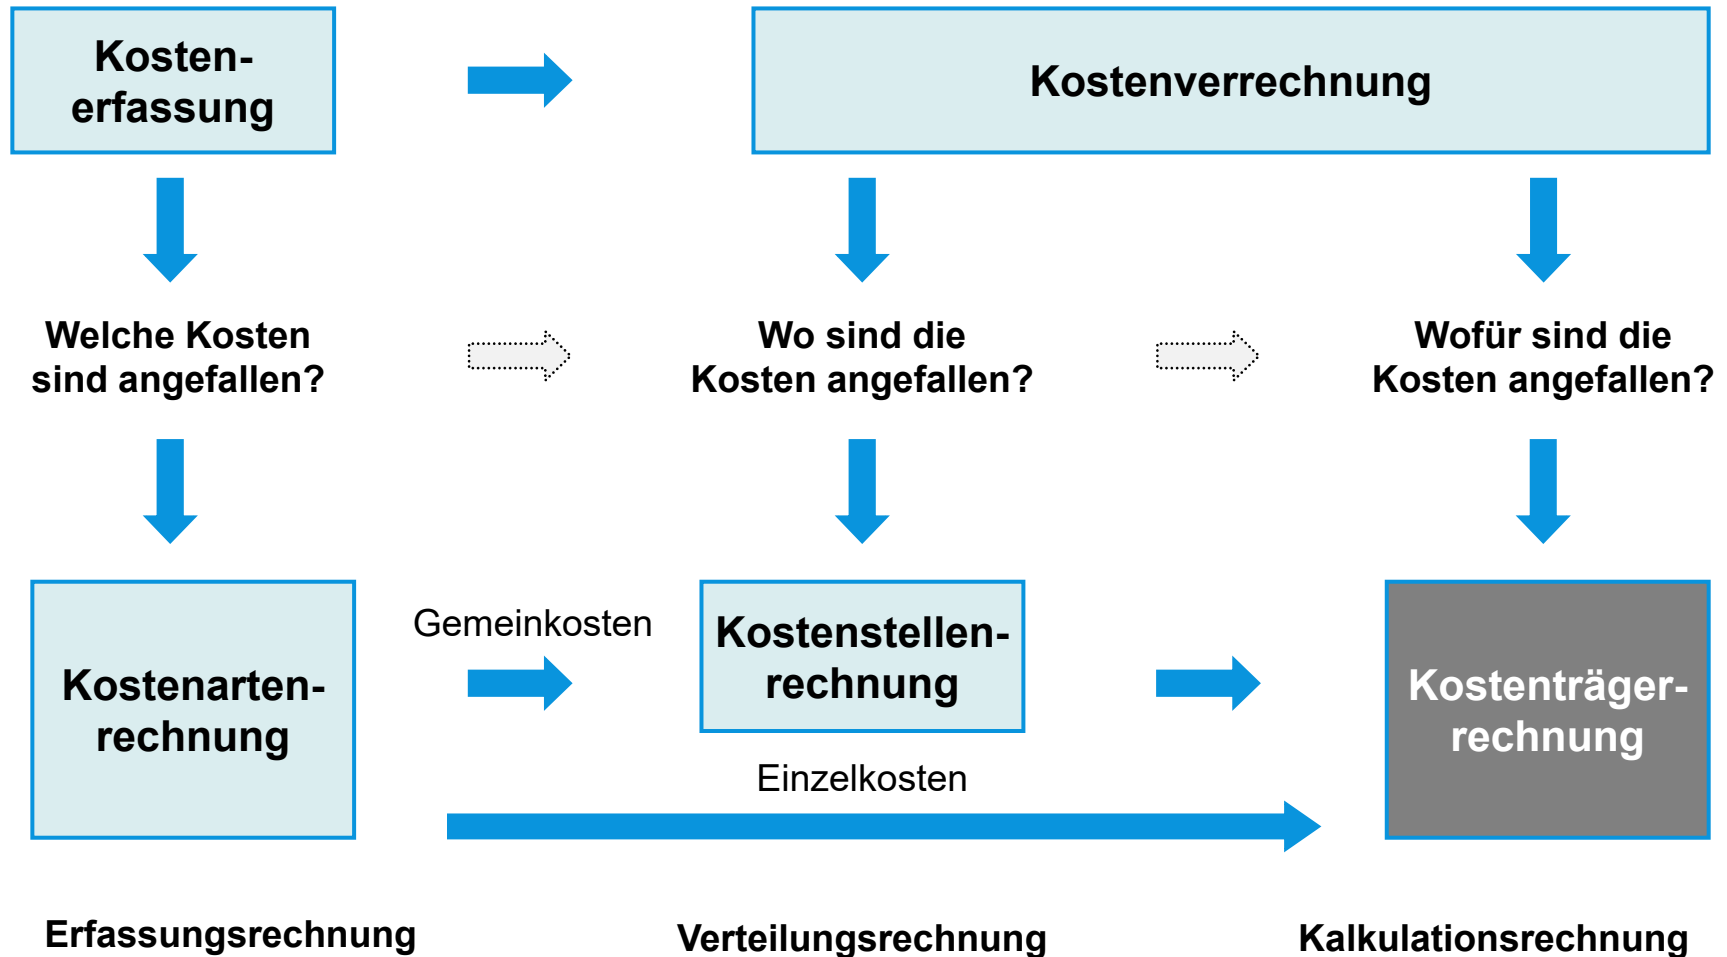 Kosten-
erfassung
Kostenverrechnung
Welche Kosten
sind angefallen?
Wo sind die
Kosten angefallen?
Wofür sind die
Kosten angefallen?
Kostenarten-
rechnung
Gemeinkosten
Kostenstellen-
rechnung
Einzelkosten
Kostenträger-
rechnung
Erfassungsrechnung
Verteilungsrechnung
Kalkulationsrechnung